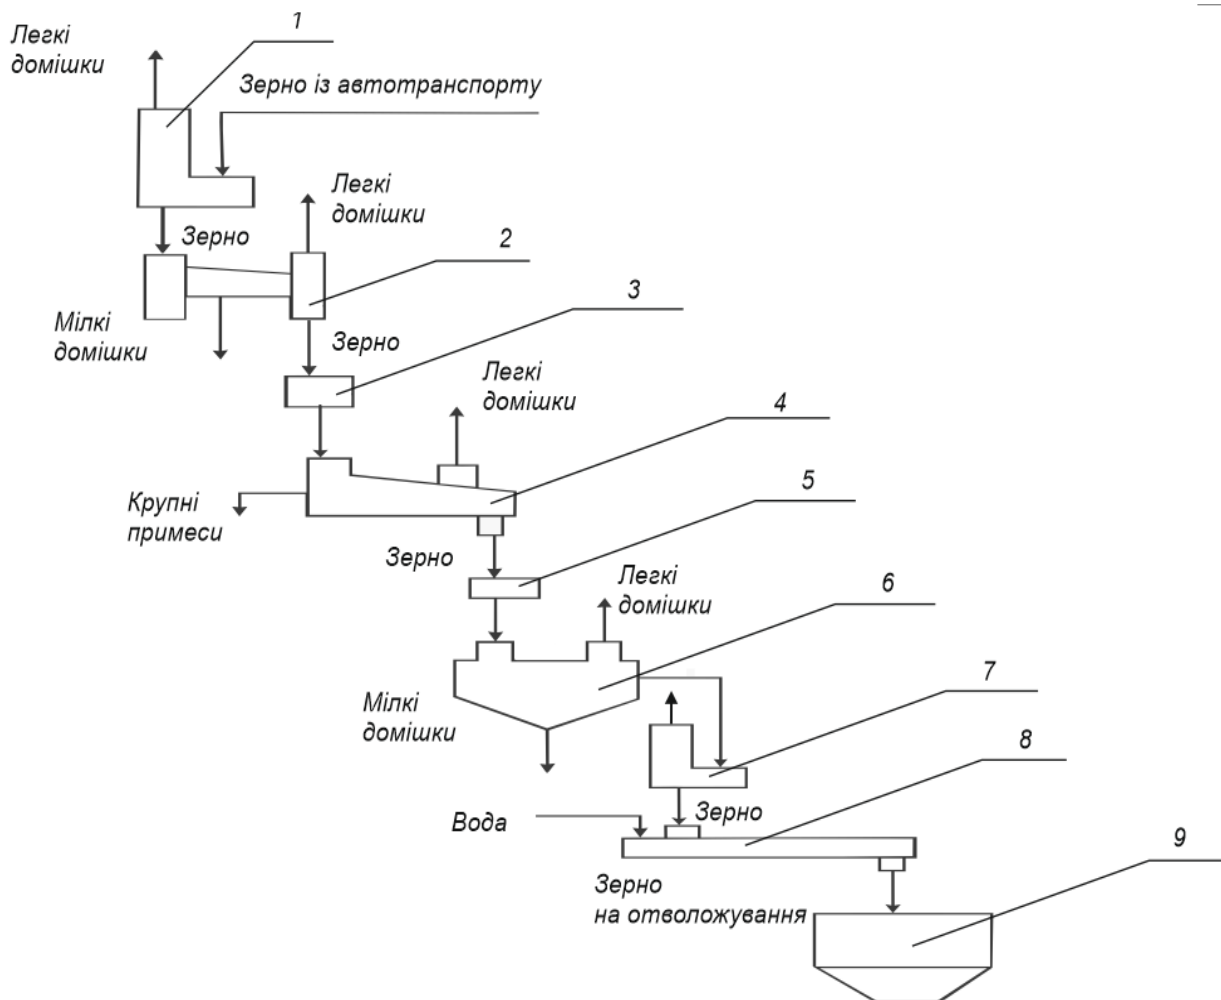 1
Легкі
домішки
Зерно із автотранспорту
Легкі
домішки
Зерно
2
3
Мілкі
домішки
Зерно
Легкі
домішки
4
5
Крупні
примеси
Зерно
Легкі
домішки
6
7
Мілкі
домішки
8
Зерно
Вода
9
Зерно
на отволожування